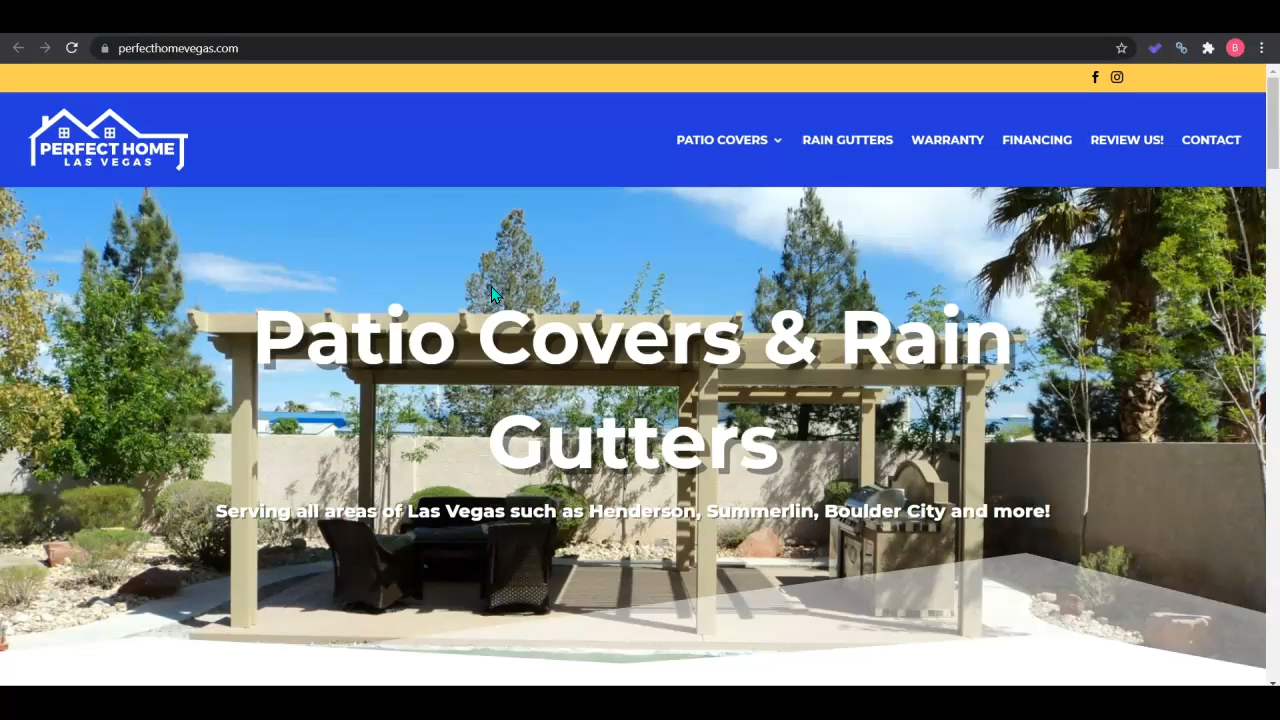 perfecthomevegas.com
B
PERFECT HOME
LAS VEGAS
PATIO COVERS
RAIN GUTTERS
WARRANTY
FINANCING
REVIEW US!
CONTACT
Patio Covers & Rain
Gutters
Serving all areas of Las Vegas such as Henderson, Summerlin, Boulder City and more!